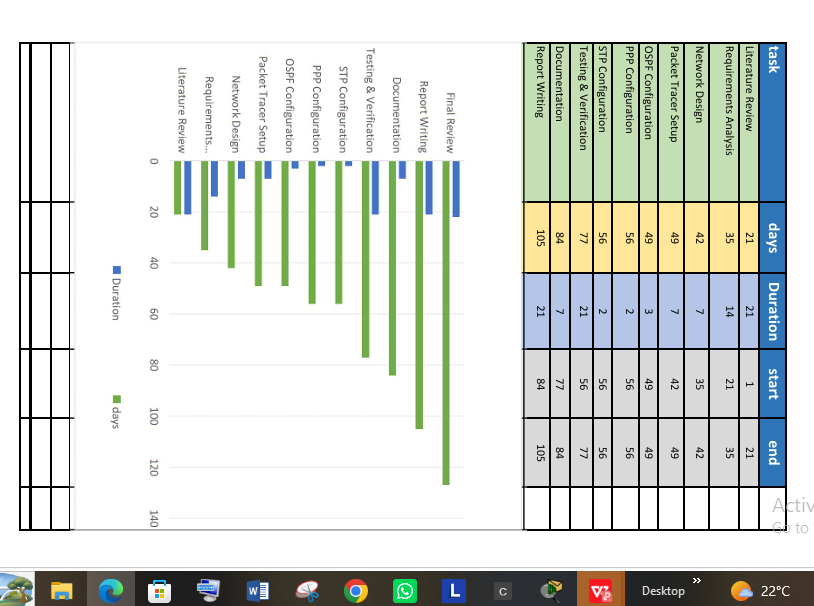 task days Duration start end
Literature Review 21 21 1 21
Requirements Analysis 35 14 21 35
Network Design 42 7 35 42
Packet Tracer Setup 49 7 42 49
OSPF Configuration 49 3 49 49
PPP Configuration 56 2 56 56
STP Configuration 56 2 56 56
Testing & Verification 77 21 56 77
Documentation 84 7 77 84
Report Writing 105 21 84 105
Final Review
Report Writing
Documentation
Testing & Verification
STP Configuration
PPP Configuration
OSPF Configuration
Packet Tracer Setup
Network Design
Requirements...
Literature Review
0 20 40 60 80 100 120 140
Duration days
Activ
Go to
W
L
C
Desktop
»
22°C